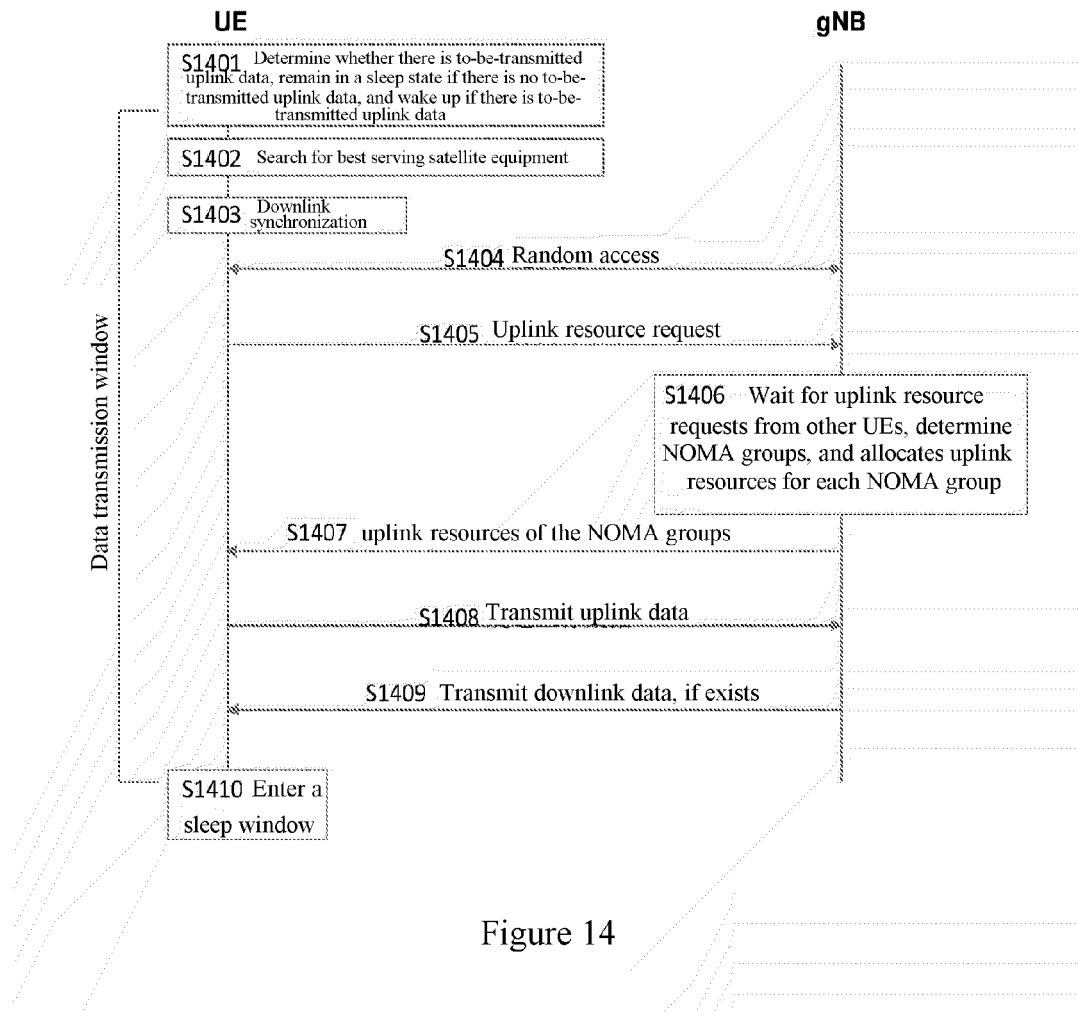 UE
gNB
S1401 Determine whether there is to-be-transmitted
uplink data, remain in a sleep state if there is no to-be-
transmitted uplink data, and wake up if there is to-be-
transmitted uplink data
S1402 Search for best serving satellite equipment
S1403 Downlink
synchronization
S1404 Random access
S1405 Uplink resource request
Data transmission window
S1406 Wait for uplink resource
requests from other UEs, determine
NOMA groups, and allocates uplink
resources for each NOMA group
S1407 uplink resources of the NOMA groups
S1408 Transmit uplink data
S1409 Transmit downlink data, if exists
S1410 Enter a
sleep window
Figure 14